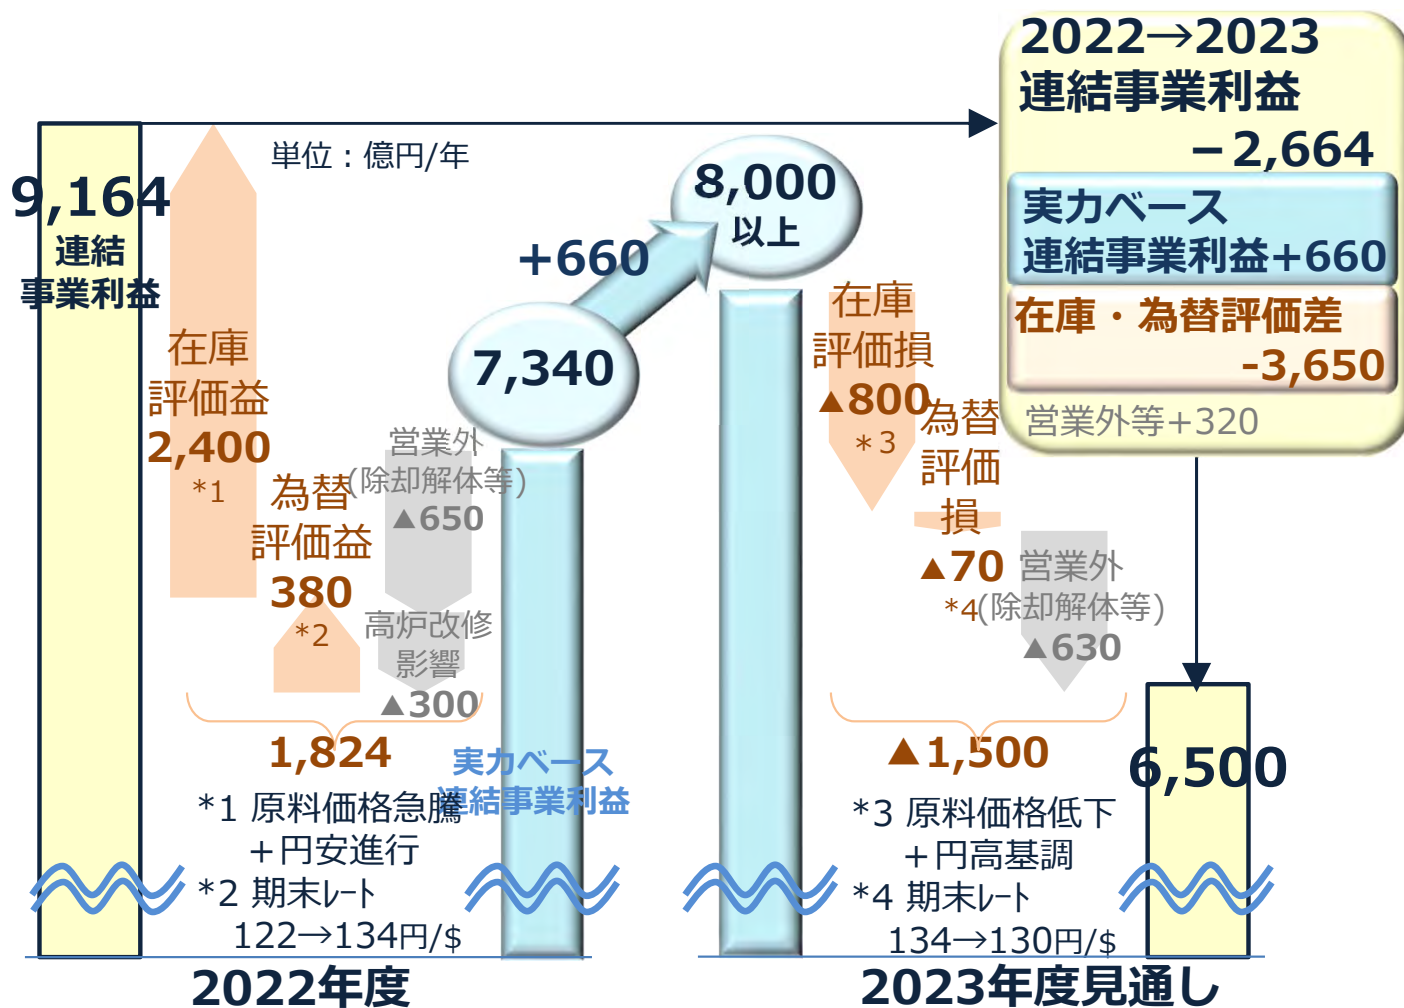 2022→2023
連結事業利益
－2,664
実力ベース
連結事業利益+660
在庫・為替評価差
-3,650
営業外等+320
単位：億円/年
9,164
連結
事業利益
在庫
評価益
2,400
*1
為替
評価益
380
*2
営業外
(除却解体等)
▲650
高炉改修
影響
▲300
1,824
7,340
+660
8,000
以上
実力ベース
連結事業利益
在庫
評価損
▲800
＊3
為替
評価
損
▲70
*4
営業外
(除却解体等)
▲630
▲1,500
6,500
*1 原料価格急騰
＋円安進行
*2 期末ﾚｰﾄ
122→134円/$
*3 原料価格低下
＋円高基調
*4 期末ﾚｰﾄ
134→130円/$
2022年度
2023年度見通し